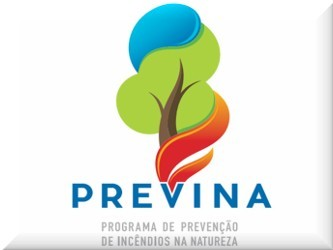 PREVINA
PROGRAMA DE PREVENÇÃO
DE INCÊNDIOS NA NATUREZA